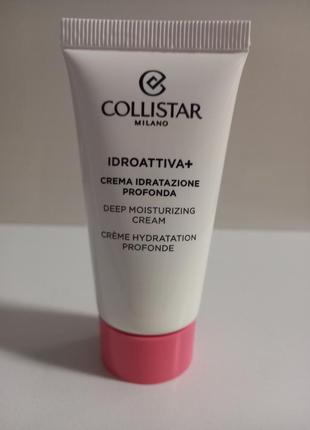 COLLISTAR
MILANO
IDROATTIVA+
CREMA IDRATAZIONE
PROFONDA
DEEP MOISTURIZING
CREAM
CRÈME HYDRATATION
PROFONDE